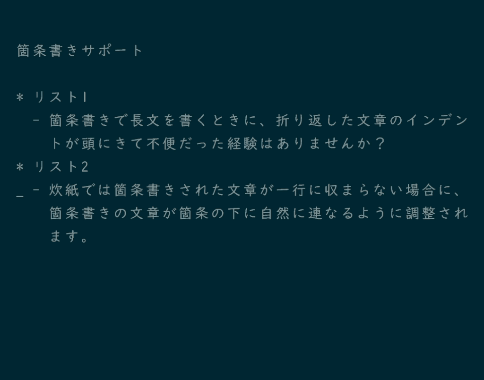 箇条書きサポート
* リスト1
- 箇条書きで長文を書くときに、折り返した文章のインデン
トが頭にきて不便だった経験はありませんか？
* リスト2
_ - 炊紙では箇条書きされた文章が一行に収まらない場合に、
箇条書きの文章が箇条の下に自然に連なるように調整され
ます。